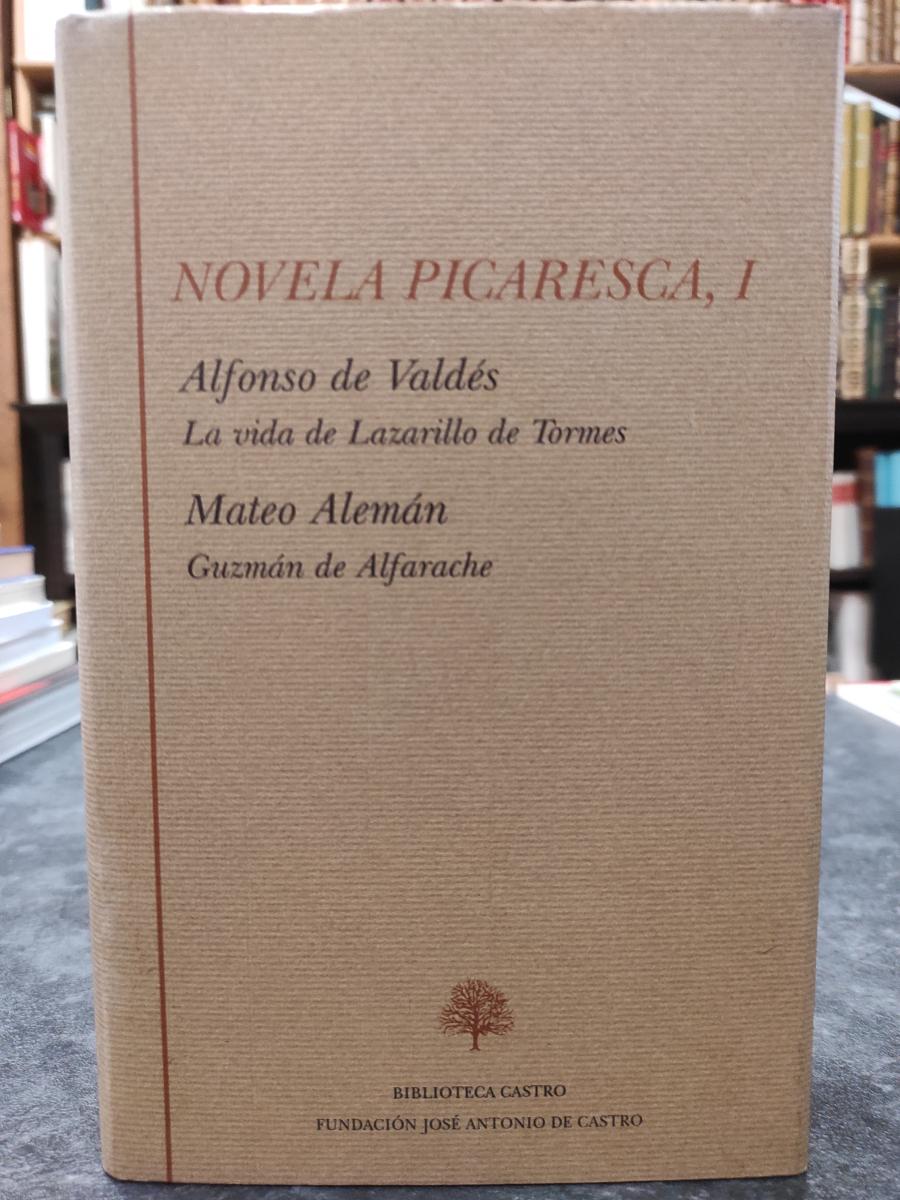 NOVELA PICARESCA, I
Alfonso de Valdés
La vida de Lazarillo de Tormes
Mateo Alemán
Guzmán de Alfarache
BIBLIOTECA CASTRO
FUNDACIÓN JOSÉ ANTONIO DE CASTRO